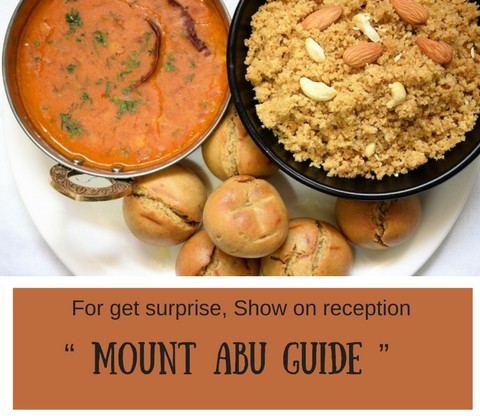 For get surprise, Show on reception
“ MOUNT ABU GUIDE ”